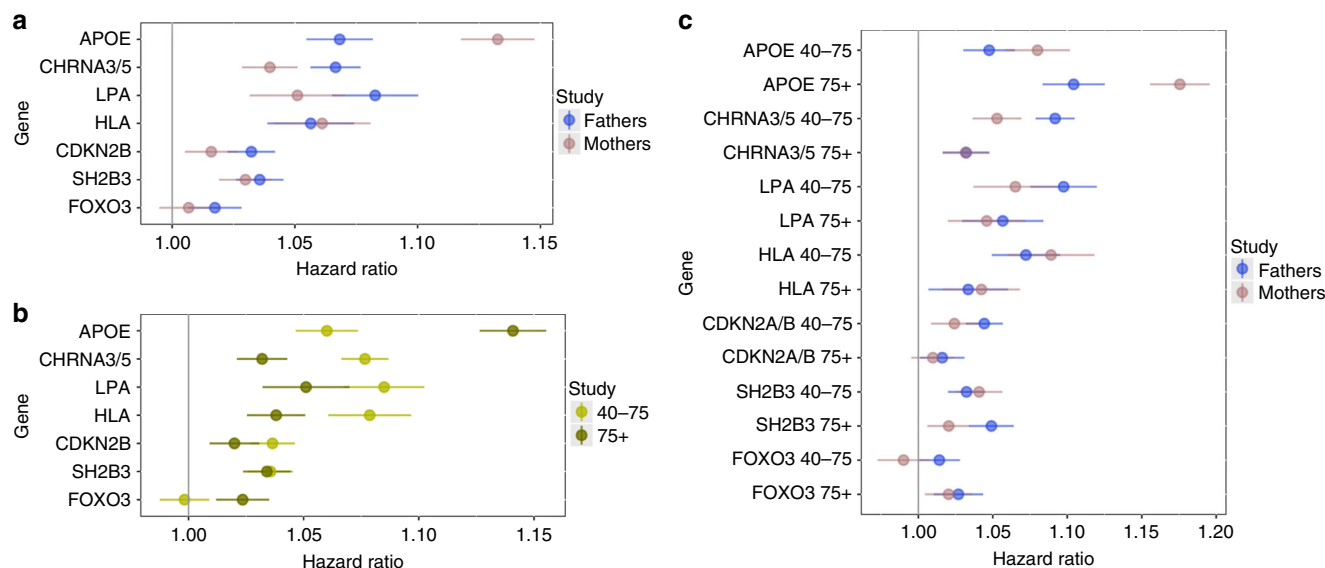 a
Gene
APOE
CHRNA3/5
LPA
HLA
CDKN2B
SH2B3
FOXO3
1.00 1.05 1.10 1.15
Hazard ratio
Study
Fathers
Mothers
b
Gene
APOE
CHRNA3/5
LPA
HLA
CDKN2B
SH2B3
FOXO3
1.00 1.05 1.10 1.15
Hazard ratio
Study
40–75
75+
c
Gene
APOE 40–75
APOE 75+
CHRNA3/5 40–75
CHRNA3/5 75+
LPA 40–75
LPA 75+
HLA 40–75
HLA 75+
CDKN2A/B 40–75
CDKN2A/B 75+
SH2B3 40–75
SH2B3 75+
FOXO3 40–75
FOXO3 75+
1.00 1.05 1.10 1.15 1.20
Hazard ratio
Study
Fathers
Mothers